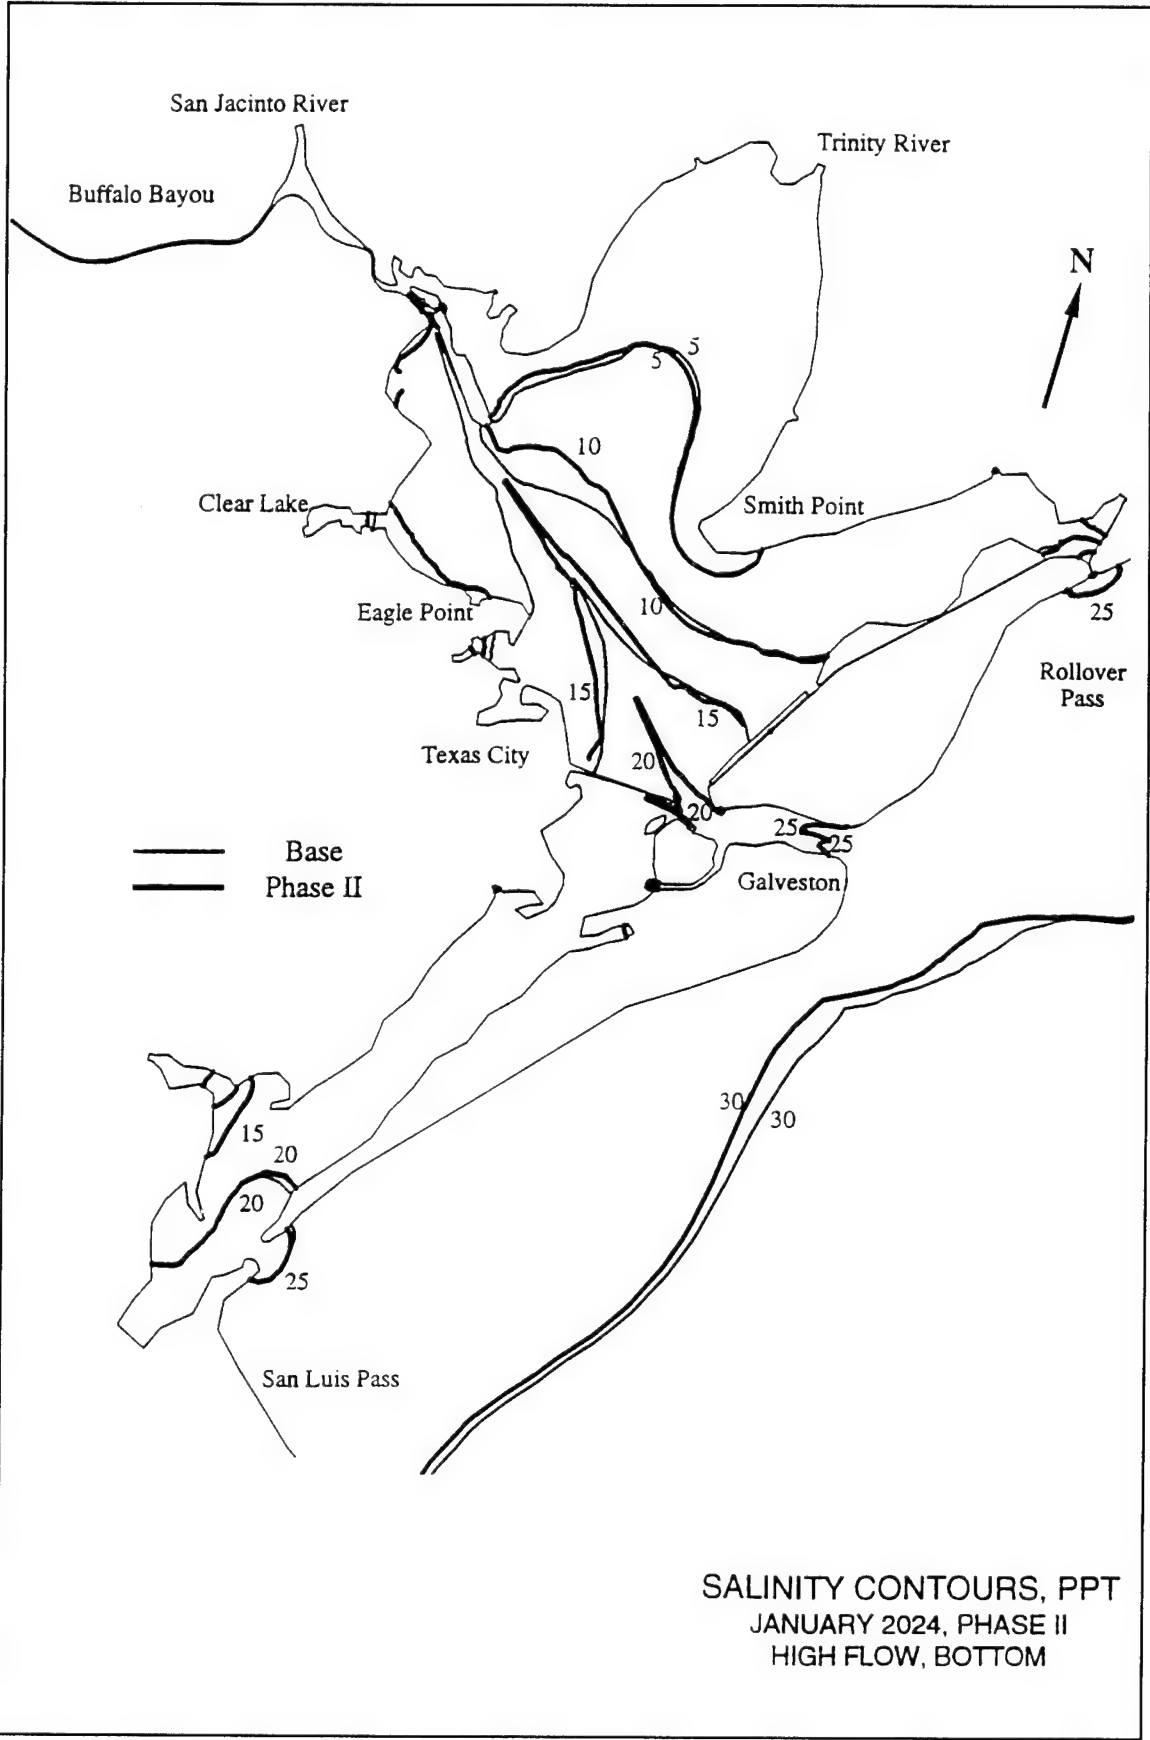 San Jacinto River
Trinity River
Buffalo Bayou
N
5
5
10
Clear Lake
Smith Point
Eagle Point
10
25
Rollover
Pass
15
15
Texas City
20
20
25
25
Base
Phase II
Galveston
30
30
15
20
20
25
San Luis Pass
SALINITY CONTOURS, PPT
JANUARY 2024, PHASE II
HIGH FLOW, BOTTOM